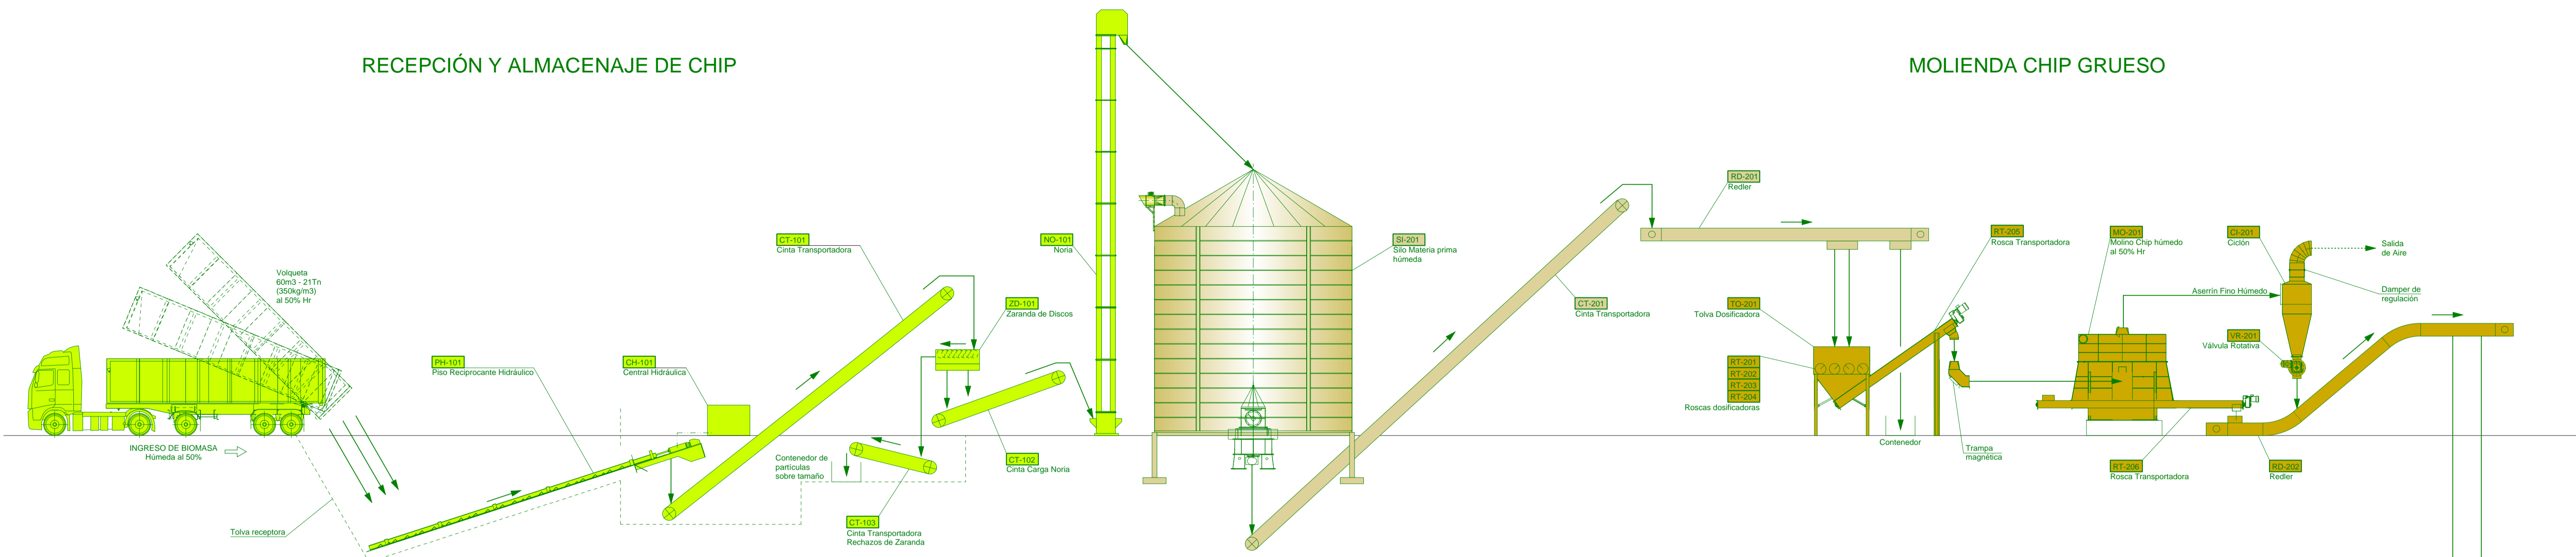 RECEPCIÓN Y ALMACENAJE DE CHIP
MOLIENDA CHIP GRUESO
Volqueta
60m3 - 21Tn
(350kg/m3)
al 50% Hr
INGRESO DE BIOMASA
Húmeda al 50%
Tolva receptora
PH-101
Piso Reciprocante Hidráulico
CH-101
Central Hidráulica
CT-101
Cinta Transportadora
Contenedor de
partículas
sobre tamaño
CT-103
Cinta Transportadora
Rechazos de Zaranda
ZD-101
Zaranda de Discos
CT-102
Cinta Carga Noria
NO-101
Noria
SI-201
Silo Materia prima
húmeda
CT-201
Cinta Transportadora
RD-201
Redler
TO-201
Tolva Dosificadora
RT-201
RT-202
RT-203
RT-204
Roscas dosificadoras
Contenedor
RT-205
Rosca Transportadora
Trampa
magnética
MO-201
Molino Chip húmedo
al 50% Hr
RT-206
Rosca Transportadora
Aserrín Fino Húmedo
CI-201
Ciclón
VR-201
Válvula Rotativa
RD-202
Redler
Salida
de Aire
Damper de
regulación